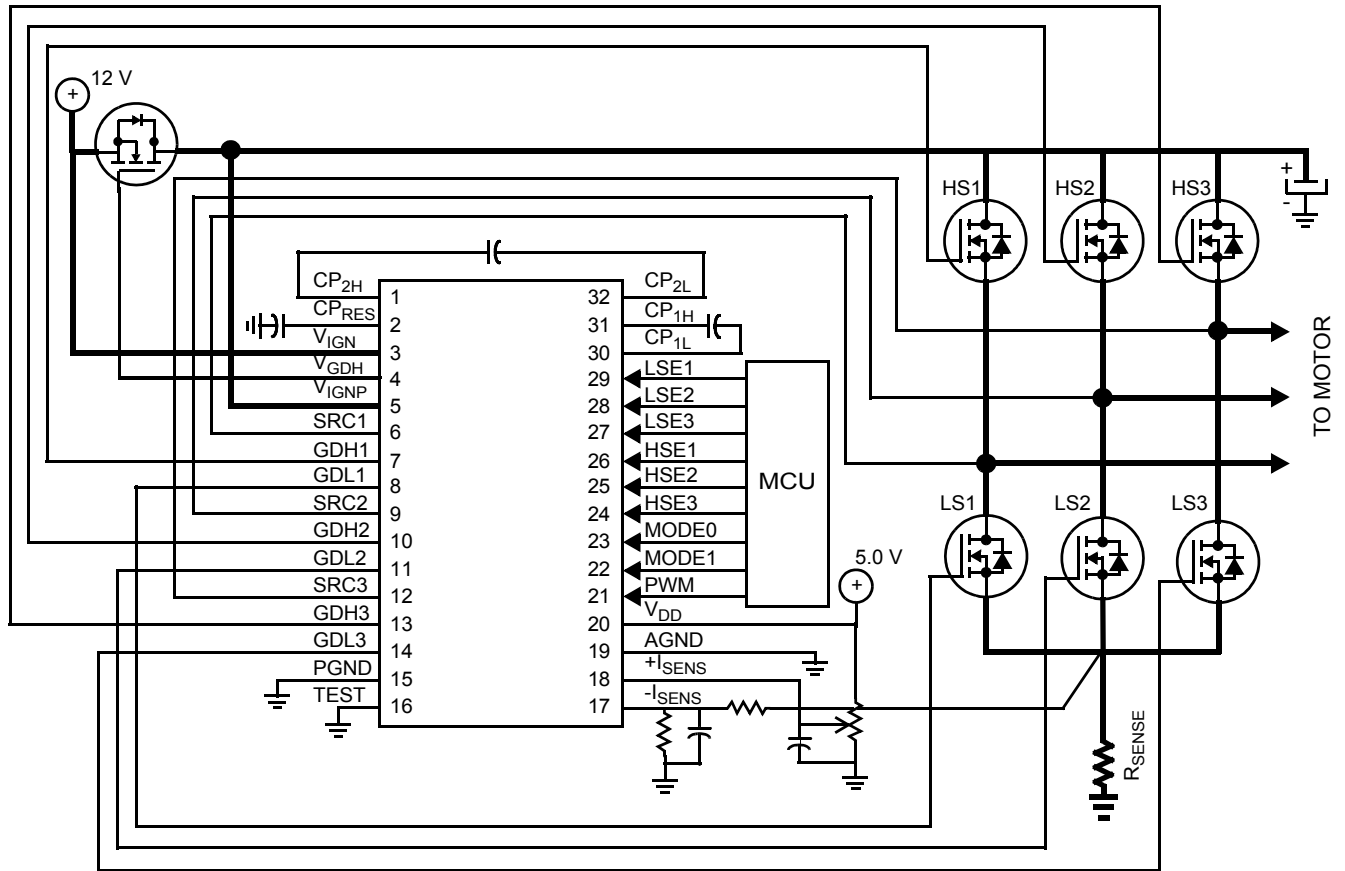 12 V
+
HS1
HS2
HS3
+
-
CP2H
1
32
CP2L
CPRES
2
31
CP1H
VIGN
3
30
CP1L
VGDH
4
29
LSE1
VIGNP
5
28
LSE2
SRC1
6
27
LSE3
GDH1
7
26
HSE1
GDL1
8
25
HSE2
SRC2
9
24
HSE3
GDH2
10
23
MODE0
GDL2
11
22
MODE1
SRC3
12
21
PWM
GDH3
13
20
VDD
GDL3
14
19
AGND
PGND
15
18
+ISENS
TEST
16
17
-ISENS
MCU
5.0 V
+
TO MOTOR
LS1
LS2
LS3
RSENSE